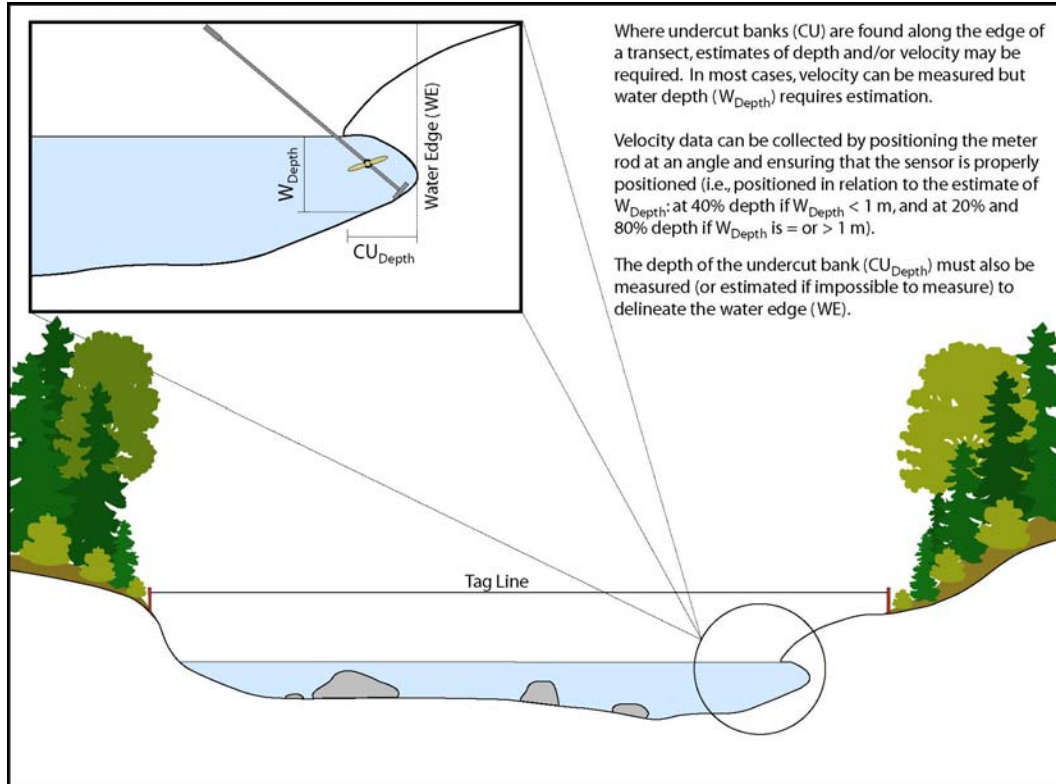 Where undercut banks (CU) are found along the edge of
a transect, estimates of depth and/or velocity may be
required. In most cases, velocity can be measured but
water depth (WDepth) requires estimation.
Velocity data can be collected by positioning the meter
rod at an angle and ensuring that the sensor is properly
positioned (i.e., positioned in relation to the estimate of
WDepth: at 40% depth if WDepth < 1 m, and at 20% and
80% depth if WDepth is = or > 1 m).
The depth of the undercut bank (CUDepth) must also be
measured (or estimated if impossible to measure) to
delineate the water edge (WE).
WDepth
Water Edge (WE)
CUDepth
Tag Line